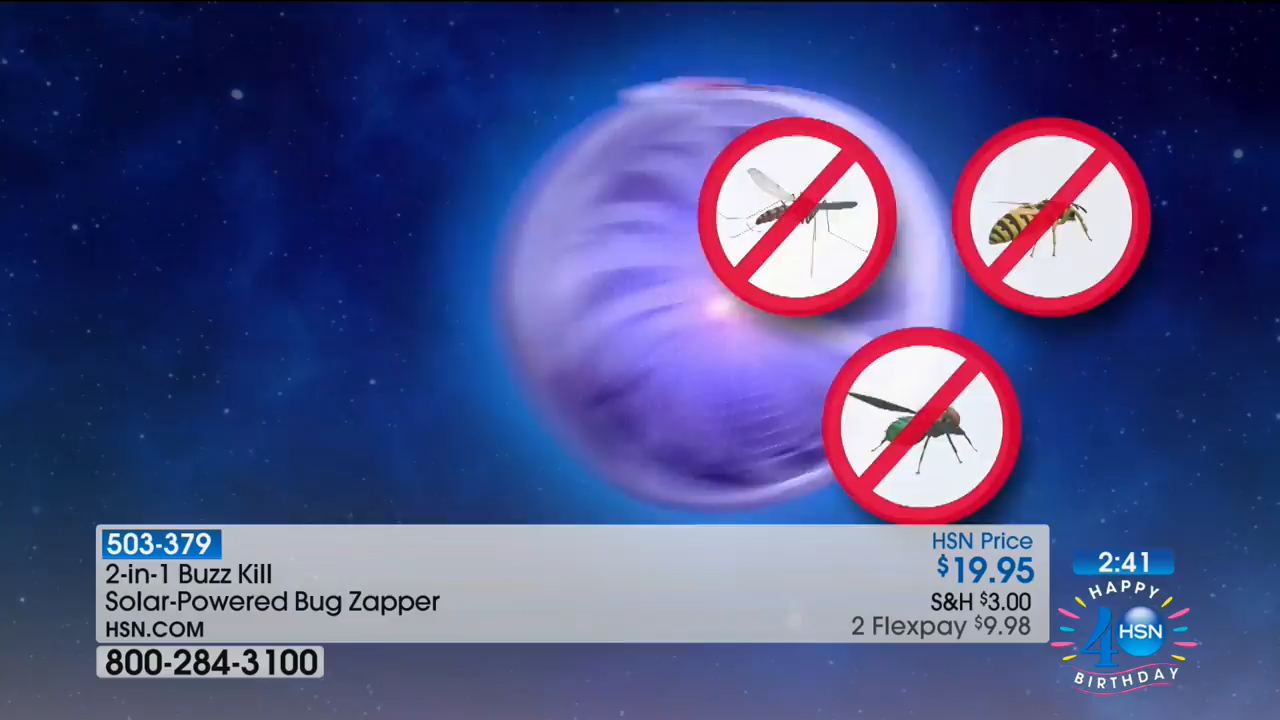 503-379
2-in-1 Buzz Kill
Solar-Powered Bug Zapper
HSN.COM
800-284-3100
HSN Price
$19.95
S&H $3.00
2 Flexpay $9.98
2:41
HAPPY
40 HSN
BIRTHDAY